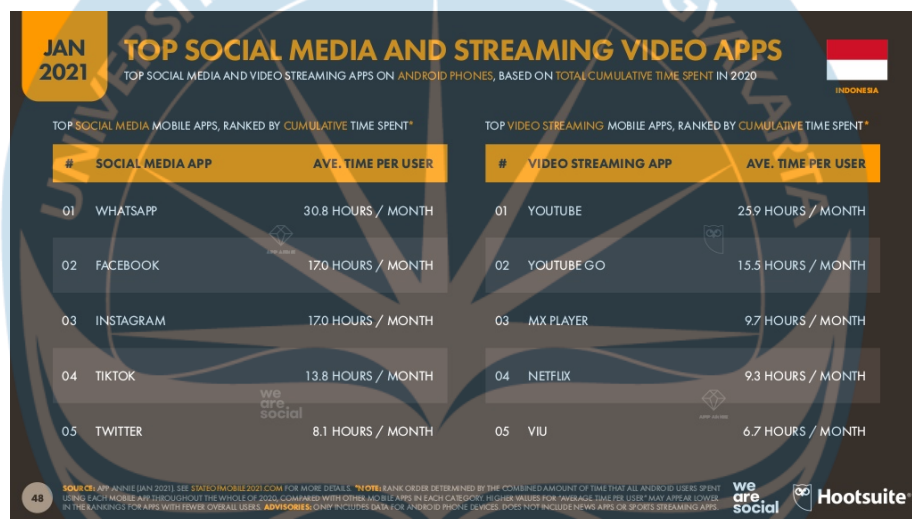 JAN
2021
TOP SOCIAL MEDIA AND STREAMING VIDEO APPS
TOP SOCIAL MEDIA AND VIDEO STREAMING APPS ON ANDROID PHONES, BASED ON TOTAL CUMULATIVE TIME SPENT IN 2020
INDONESIA
TOP SOCIAL MEDIA MOBILE APPS, RANKED BY CUMULATIVE TIME SPENT*
# SOCIAL MEDIA APP AVE. TIME PER USER
01 WHATSAPP 30.8 HOURS / MONTH
02 FACEBOOK 17.0 HOURS / MONTH
03 INSTAGRAM 17.0 HOURS / MONTH
04 TIKTOK 13.8 HOURS / MONTH
05 TWITTER 8.1 HOURS / MONTH
TOP VIDEO STREAMING MOBILE APPS, RANKED BY CUMULATIVE TIME SPENT*
# VIDEO STREAMING APP AVE. TIME PER USER
01 YOUTUBE 25.9 HOURS / MONTH
02 YOUTUBE GO 15.5 HOURS / MONTH
03 MX PLAYER 9.7 HOURS / MONTH
04 NETFLIX 9.3 HOURS / MONTH
05 VIU 6.7 HOURS / MONTH
we
are.
social
48
SOURCE: APP ANNIE (JAN 2021). SEE STATEOFMOBILE2021.COM FOR MORE DETAILS. *NOTE: RANK ORDER DETERMINED BY THE COMBINED AMOUNT OF TIME THAT ALL ANDROID USERS SPENT
USING EACH MOBILE APP THROUGHOUT THE WHOLE OF 2020, COMPARED WITH OTHER MOBILE APPS IN EACH CATEGORY. HIGHER VALUES FOR "AVERAGE TIME PER USER" MAY APPEAR LOWER
IN THE RANKINGS FOR APPS WITH FEWER OVERALL USERS. ADVISORIES: ONLY INCLUDES DATA FOR ANDROID PHONE DEVICES. DOES NOT INCLUDE NEWS APPS OR SPORTS STREAMING APPS.
we
are.
social
Hootsuite®